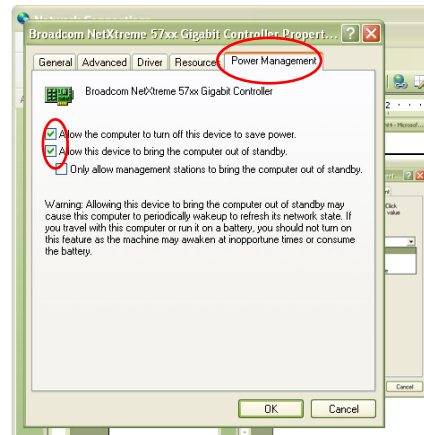 Network Connections
Broadcom NetXtreme 57xx Gigabit Controller Propert... ? X
General Advanced Driver Resources Power Management
Broadcom NetXtreme 57xx Gigabit Controller
Allow the computer to turn off this device to save power.
Allow this device to bring the computer out of standby.
Only allow management stations to bring the computer out of standby.
Warning: Allowing this device to bring the computer out of standby may
cause this computer to periodically wakeup to refresh its network state. If
you travel with this computer or run it on a battery, you should not turn on
this feature as the machine may awaken at inopportune times or consume
the battery.
OK Cancel
Click
value
Cancel